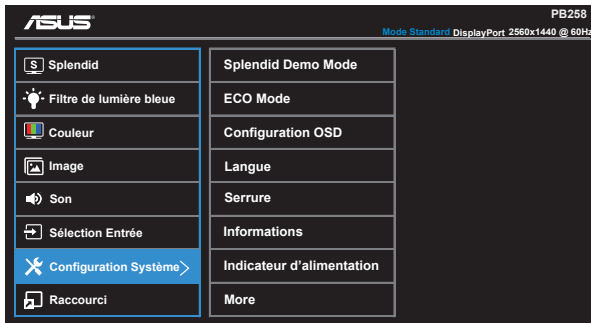 ASUS
PB258
Mode Standard DisplayPort 2560x1440 @ 60Hz
S Splendid
Filtre de lumière bleue
Couleur
Image
Son
Sélection Entrée
Configuration Système
Raccourci
Splendid Demo Mode
ECO Mode
Configuration OSD
Langue
Serrure
Informations
Indicateur d'alimentation
More